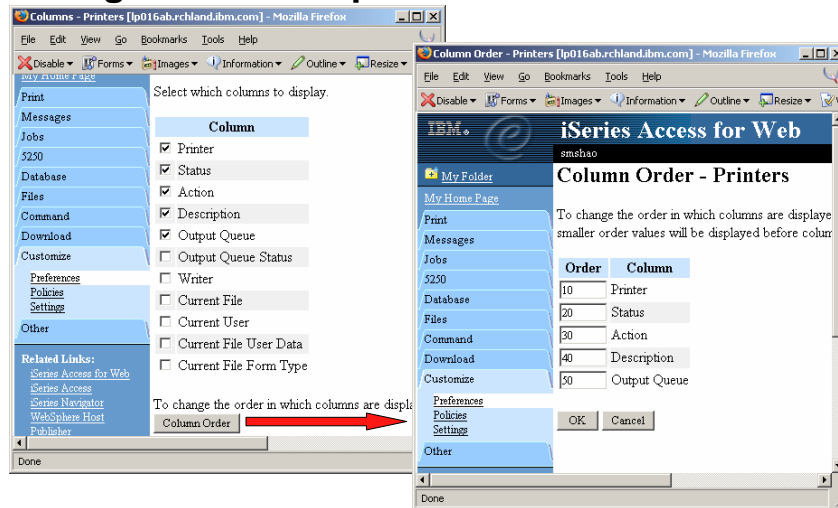 Columns - Printers [lp016ab.rchland.ibm.com] - Mozilla Firefox
File Edit View Go Bookmarks Tools Help
Disable Forms Images Information Outline Resize
My Home Page
Print
Messages
Jobs
5250
Database
Files
Command
Download
Customize
Preferences
Policies
Settings
Other
Related Links:
iSeries Access for Web
iSeries Access
iSeries Navigator
WebSphere Host
Publisher
Select which columns to display.
Column
Printer
Status
Action
Description
Output Queue
Output Queue Status
Writer
Current File
Current User
Current File User Data
Current File Form Type
To change the order in which columns are displa
Column Order
Done
Column Order - Printers [lp016ab.rchland.ibm.com] - Mozilla Firefox
File Edit View Go Bookmarks Tools Help
Disable Forms Images Information Outline Resize
IBM.
iSeries Access for Web
smshao
My Folder
My Home Page
Print
Messages
Jobs
5250
Database
Files
Command
Download
Customize
Preferences
Policies
Settings
Other
Column Order - Printers
To change the order in which columns are displaye
smaller order values will be displayed before colum
Order Column
10 Printer
20 Status
30 Action
40 Description
50 Output Queue
OK Cancel
Done